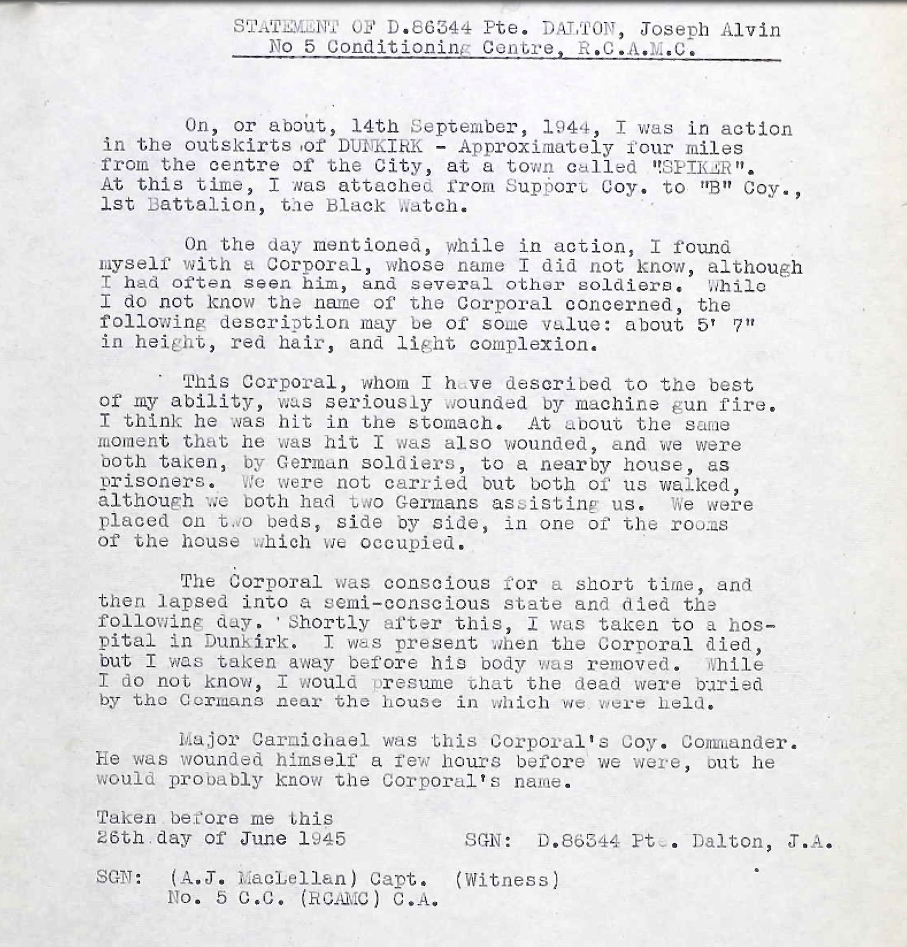 STATEMENT OF D.86344 Pte. DALTON, Joseph Alvin
No 5 Conditioning Centre, R.C.A.M.C.
On, or about, 14th September, 1944, I was in action
in the outskirts of DUNKIRK - Approximately four miles
from the centre of the City, at a town called "SPIKER".
At this time, I was attached from Support Coy. to "B" Coy.,
1st Battalion, the Black Watch.
On the day mentioned, while in action, I found
myself with a Corporal, whose name I did not know, although
I had often seen him, and several other soldiers. While
I do not know the name of the Corporal concerned, the
following description may be of some value: about 5' 7"
in height, red hair, and light complexion.
This Corporal, whom I have described to the best
of my ability, was seriously wounded by machine gun fire.
I think he was hit in the stomach. At about the same
moment that he was hit I was also wounded, and we were
both taken, by German soldiers, to a nearby house, as
prisoners. We were not carried but both of us walked,
although we both had two Germans assisting us. We were
placed on two beds, side by side, in one of the rooms
of the house which we occupied.
The Corporal was conscious for a short time, and
then lapsed into a semi-conscious state and died the
following day. Shortly after this, I was taken to a hos-
pital in Dunkirk. I was present when the Corporal died,
but I was taken away before his body was removed. While
I do not know, I would presume that the dead were buried
by the Germans near the house in which we were held.
Major Carmichael was this Corporal's Coy. Commander.
He was wounded himself a few hours before we were, but he
would probably know the Corporal's name.
Taken before me this
26th day of June 1945 SGN: D.86344 Pte. Dalton, J.A.
SGN: (A.J. MacLellan) Capt. (Witness)
No. 5 C.C. (RCAMC) C.A.